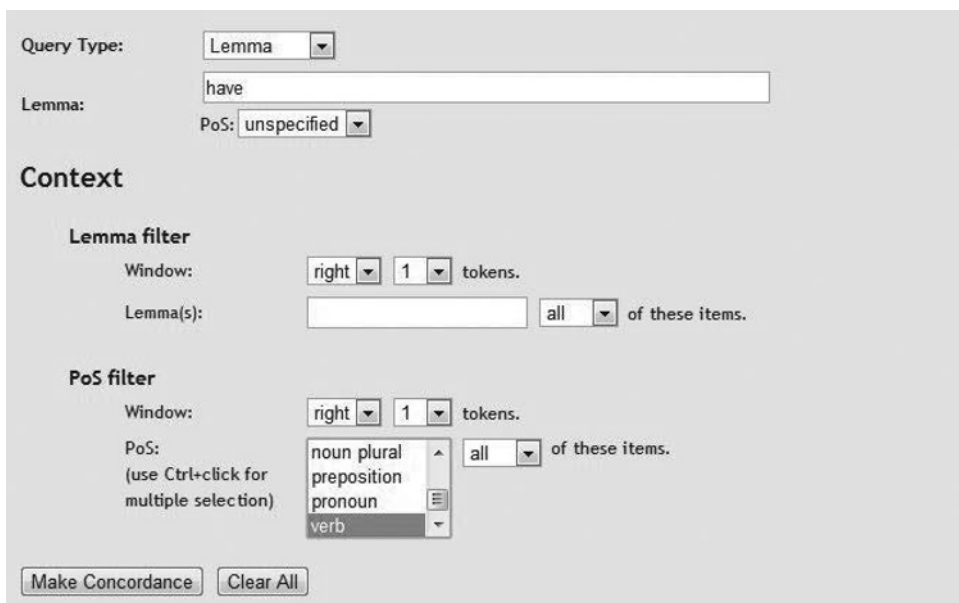 Query Type: Lemma
have
Lemma:
PoS: unspecified
Context
Lemma filter
Window: right 1 tokens.
Lemma(s): all of these items.
PoS filter
Window: right 1 tokens.
PoS: noun plural all of these items.
(use Ctrl+click for preposition
multiple selection) pronoun
verb
Make Concordance Clear All